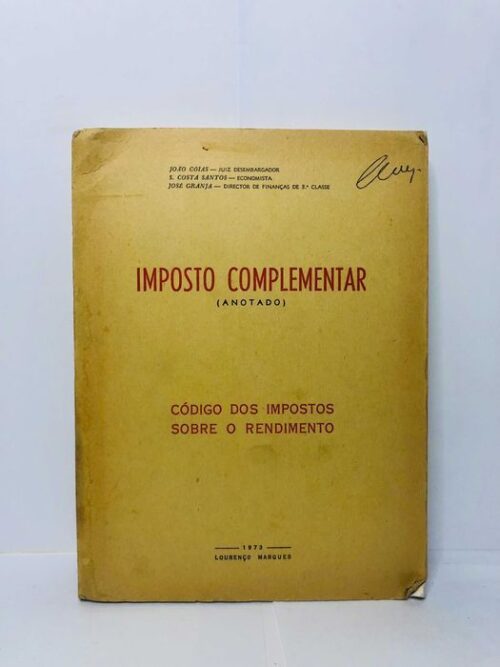 JOÃO GOIAS — JUIZ DESEMBARGADOR
S. COSTA SANTOS — ECONOMISTA
JOSÉ GRANJA — DIRECTOR DE FINANÇAS DE 3.ª CLASSE
IMPOSTO COMPLEMENTAR
(ANOTADO)
CÓDIGO DOS IMPOSTOS
SOBRE O RENDIMENTO
1973
LOURENÇO MARQUES